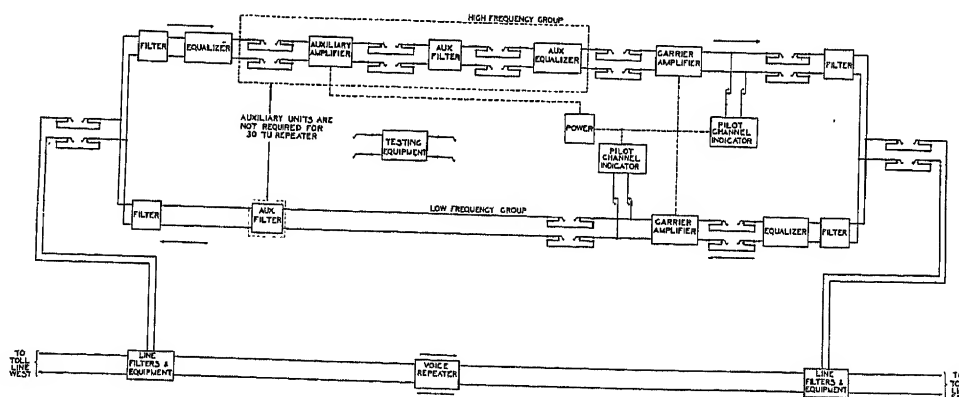 HIGH FREQUENCY GROUP
FILTER
EQUALIZER
AUXILIARY
AMPLIFIER
AUX
FILTER
AUX
EQUALIZER
CARRIER
AMPLIFIER
FILTER
AUXILIARY UNITS ARE
NOT REQUIRED FOR
30 TU REPEATER
TESTING
EQUIPMENT
POWER
PILOT
CHANNEL
INDICATOR
PILOT
CHANNEL
INDICATOR
FILTER
AUX
FILTER
LOW FREQUENCY GROUP
CARRIER
AMPLIFIER
EQUALIZER
FILTER
TO
TOLL
LINE
WEST
LINE
FILTERS &
EQUIPMENT
VOICE
REPEATER
LINE
FILTERS &
EQUIPMENT